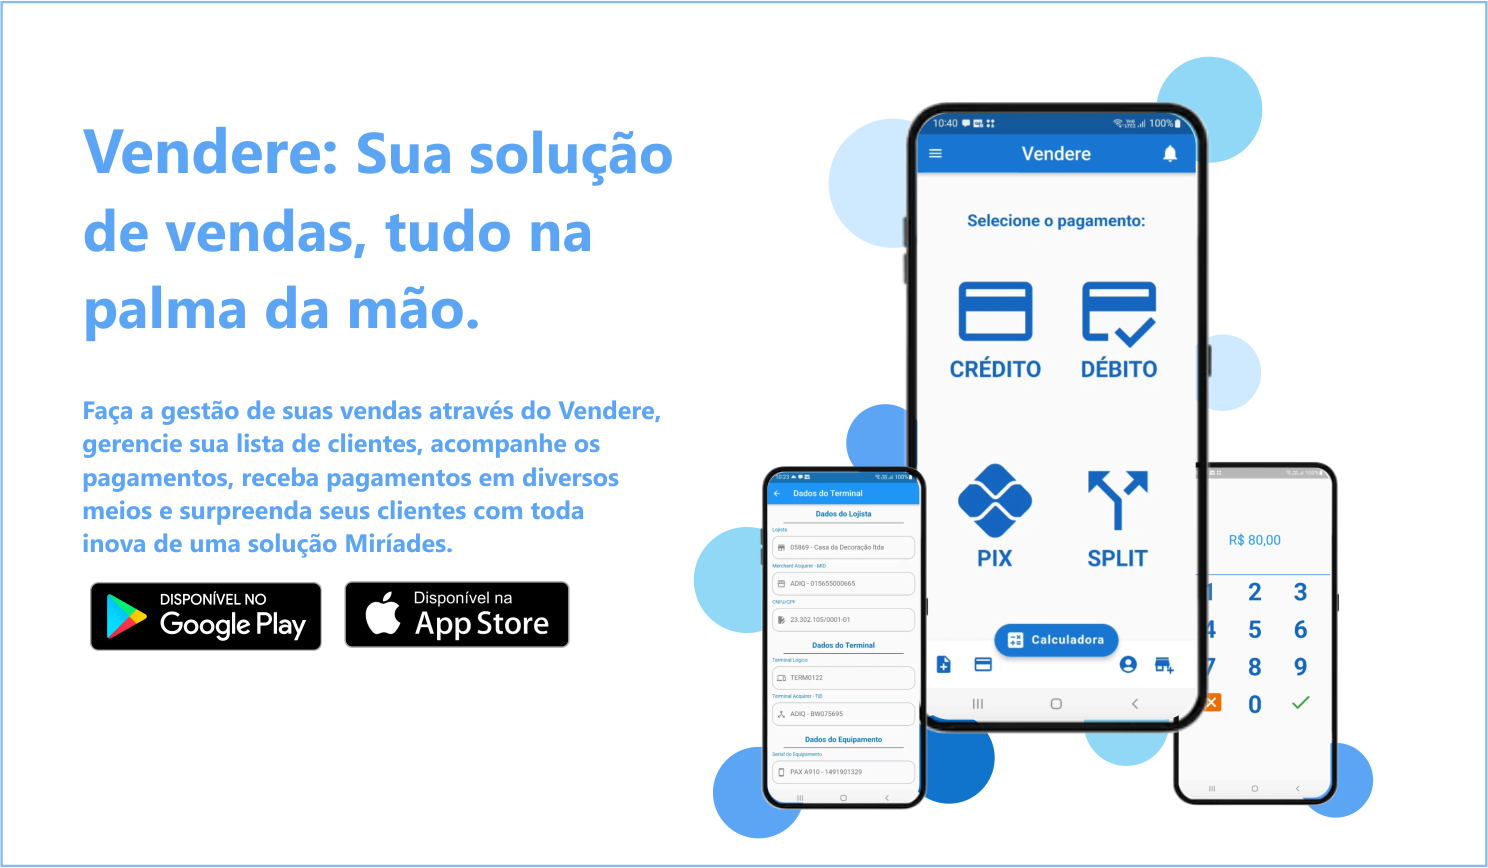 Vendere: Sua solução
de vendas, tudo na
palma da mão.
Faça a gestão de suas vendas através do Vendere,
gerencie sua lista de clientes, acompanhe os
pagamentos, receba pagamentos em diversos
meios e surpreenda seus clientes com toda
inova de uma solução Miríades.
DISPONÍVEL NO
Google Play
Disponível na
App Store
10:23 100%
Dados do Terminal
Dados do Lojista
Lojista
05869 - Casa da Decoração ltda
Merchant Acquirer - MID
ADIQ - 015655000665
CNPJ/CPF
23.302.105/0001-01
Dados do Terminal
Terminal Lógico
TERM0122
Terminal Acquirer - TID
ADIQ - BW075695
Dados do Equipamento
Serial do Equipamento
PAX A910 - 1491901329
10:40 100%
Vendere
Selecione o pagamento:
CRÉDITO DÉBITO
PIX SPLIT
Calculadora
100%
R$ 80,00
1 2 3
4 5 6
7 8 9
0